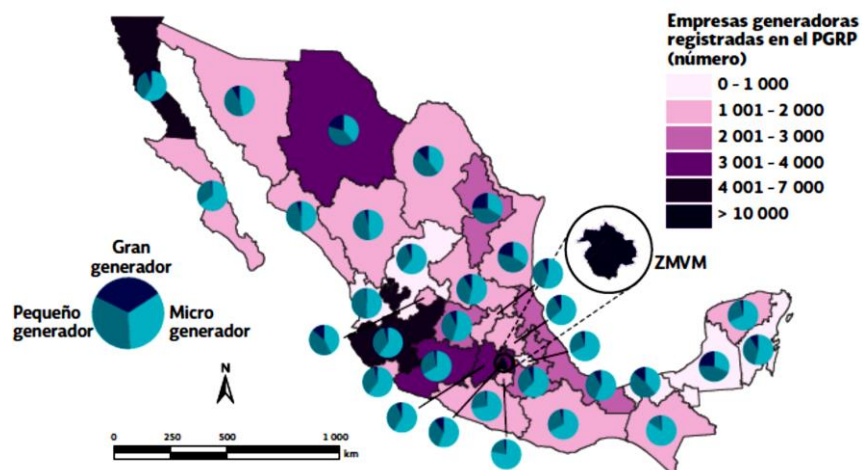 Empresas generadoras
registradas en el PGRP
(número)
0 – 1 000
1 001 – 2 000
2 001 – 3 000
3 001 – 4 000
4 001 – 7 000
> 10 000
ZMVM
Gran
generador
Pequeño
generador
Micro
generador
N
0 250 500 1 000
km